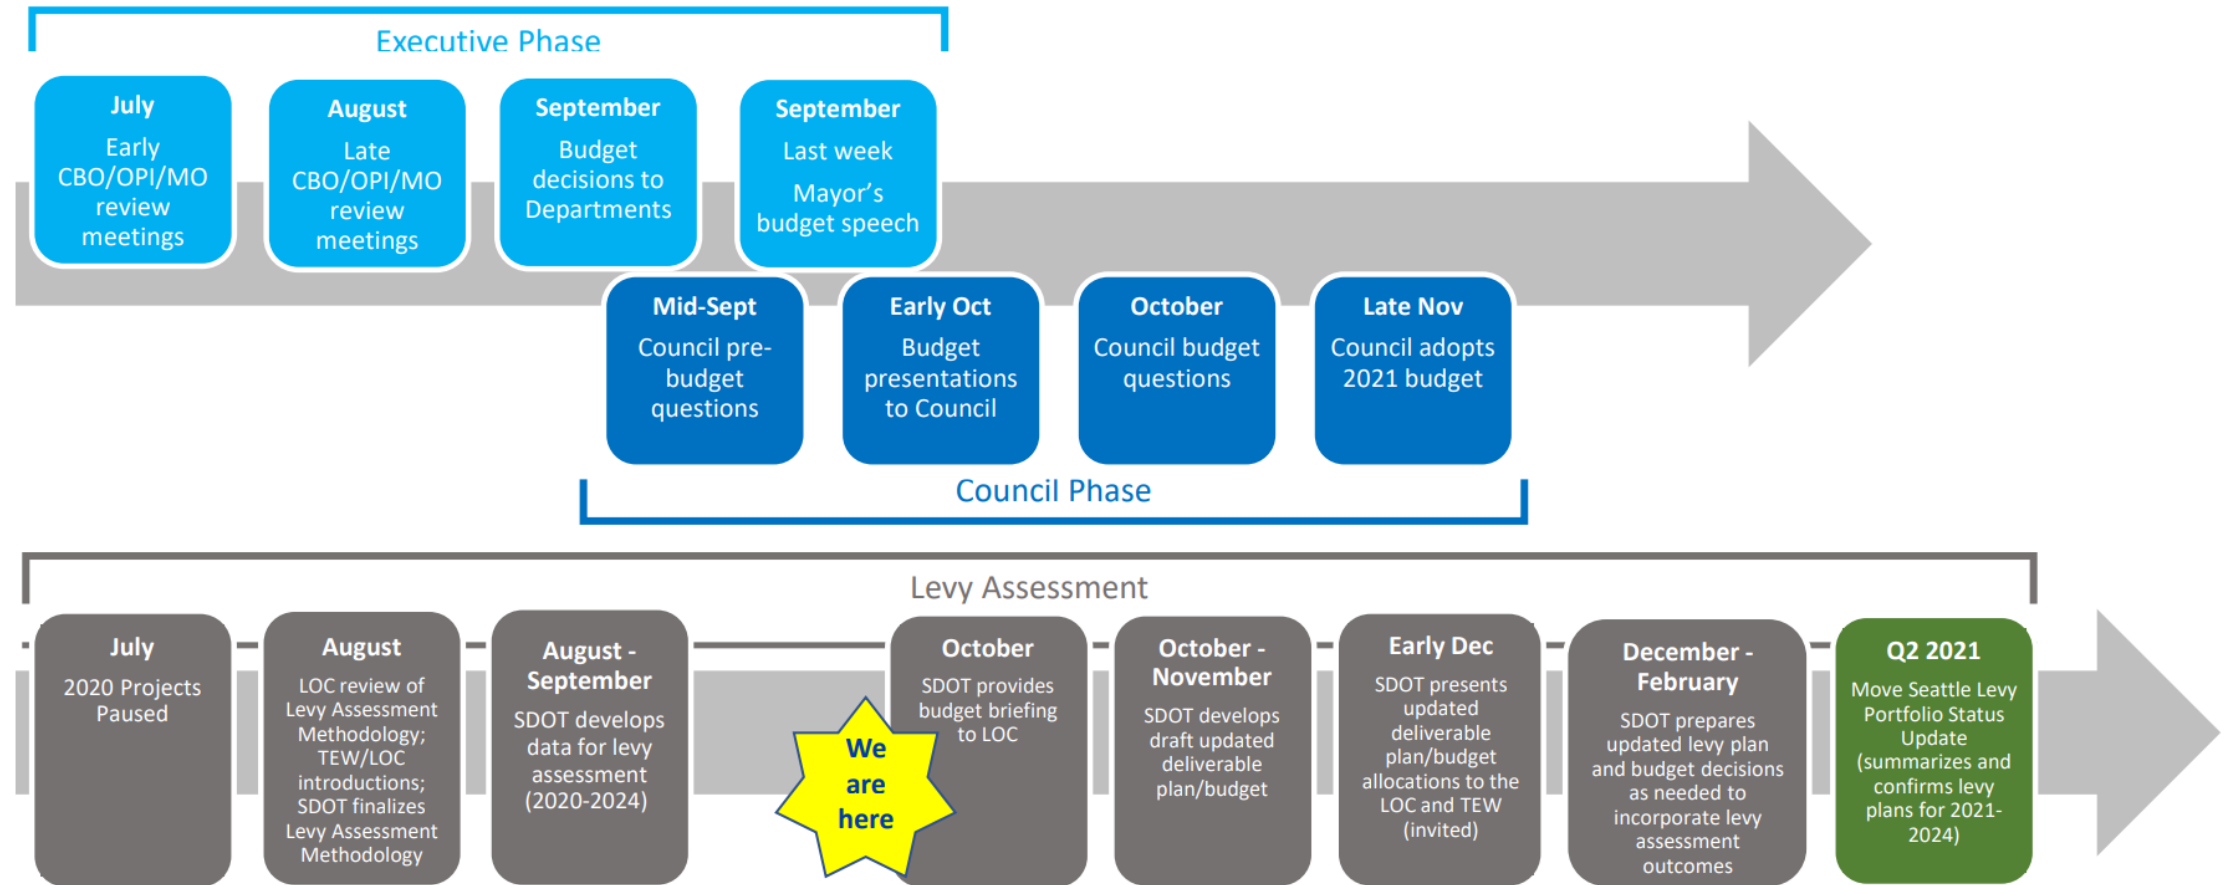 Executive Phase
July
Early
CBO/OPI/MO
review
meetings
August
Late
CBO/OPI/MO
review
meetings
September
Budget
decisions to
Departments
September
Last week
Mayor’s
budget speech
Mid-Sept
Council pre-
budget
questions
Early Oct
Budget
presentations
to Council
October
Council budget
questions
Late Nov
Council adopts
2021 budget
Council Phase
Levy Assessment
July
2020 Projects
Paused
August
LOC review of
Levy Assessment
Methodology;
TEW/LOC
introductions;
SDOT finalizes
Levy Assessment
Methodology
August -
September
SDOT develops
data for levy
assessment
(2020-2024)
We
are
here
October
SDOT provides
budget briefing
to LOC
October -
November
SDOT develops
draft updated
deliverable
plan/budget
Early Dec
SDOT presents
updated
deliverable
plan/budget
allocations to the
LOC and TEW
(invited)
December -
February
SDOT prepares
updated levy plan
and budget decisions
as needed to
incorporate levy
assessment
outcomes
Q2 2021
Move Seattle Levy
Portfolio Status
Update
(summarizes and
confirms levy
plans for 2021-
2024)